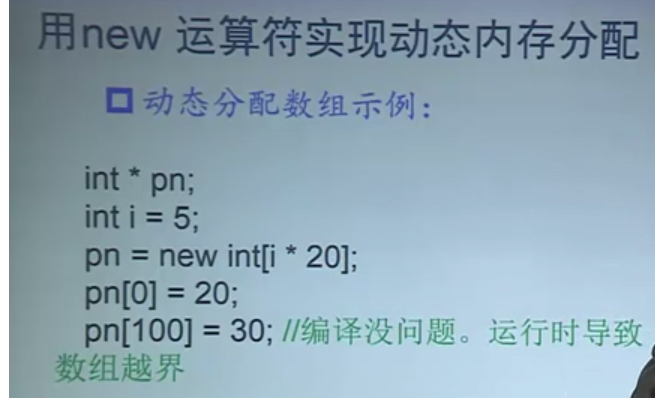 用new 运算符实现动态内存分配
动态分配数组示例：
int * pn;
int i = 5;
pn = new int[i * 20];
pn[0] = 20;
pn[100] = 30; //编译没问题。运行时导致
数组越界